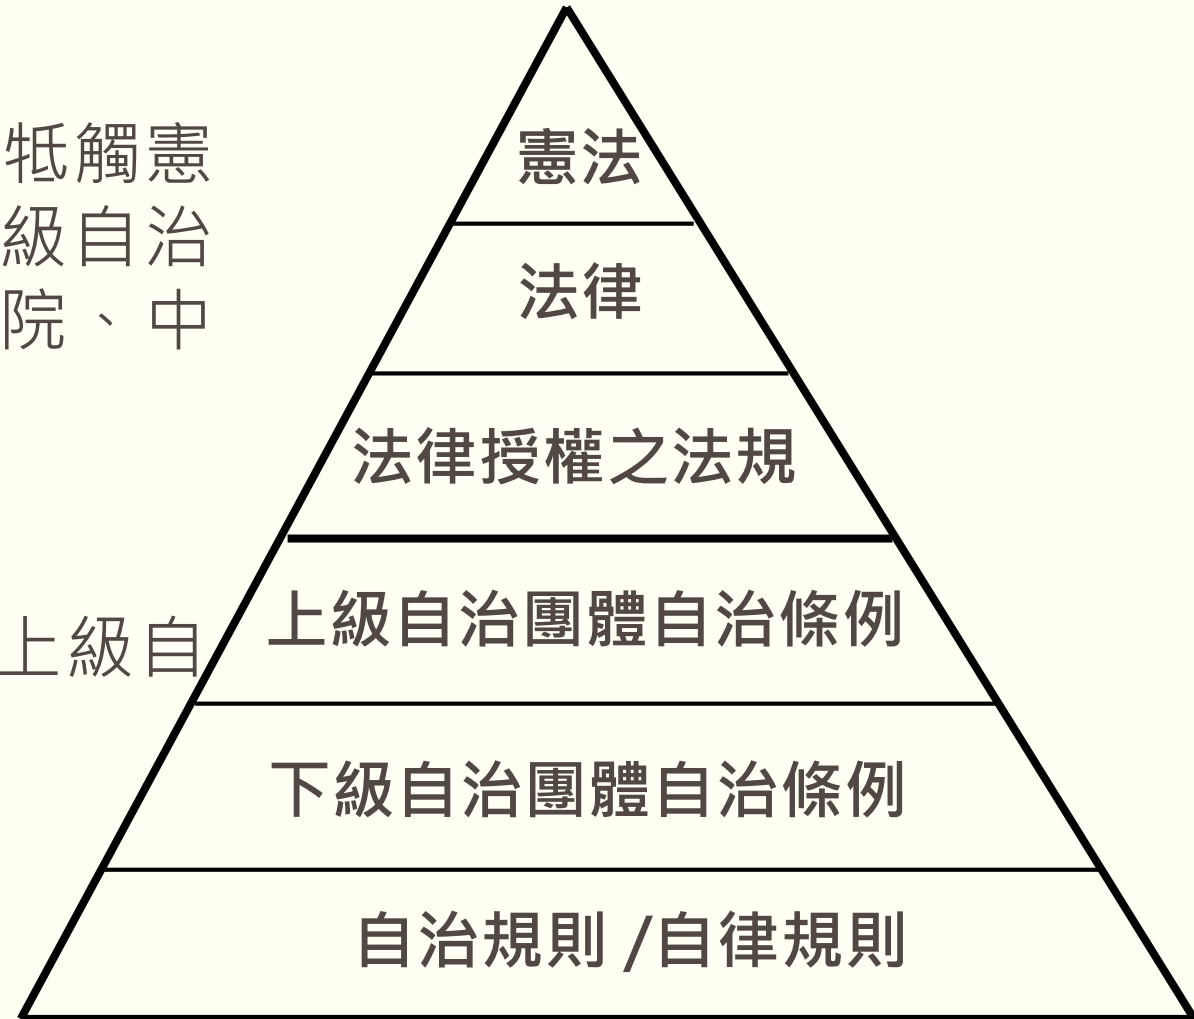 牴觸憲
級自治
院、中
上級自
憲法
法律
法律授權之法規
上級自治團體自治條例
下級自治團體自治條例
自治規則/自律規則